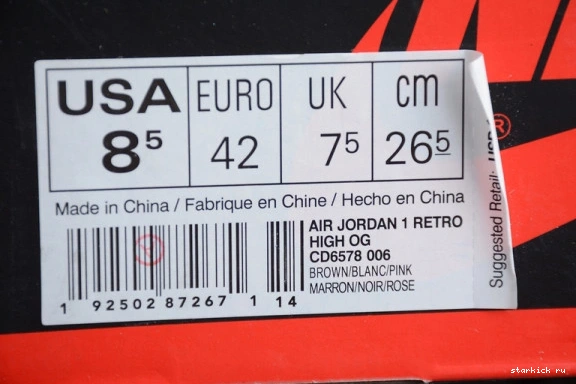 USA EURO UK cm
8⁵ 42 7⁵ 26⁵
Made in China / Fabrique en Chine / Hecho en China
AIR JORDAN 1 RETRO
HIGH OG
CD6578 006
BROWN/BLANC/PINK
MARRON/NOIR/ROSE
1 92502 87267 1 14
Suggested Retail:
®
starkick ru